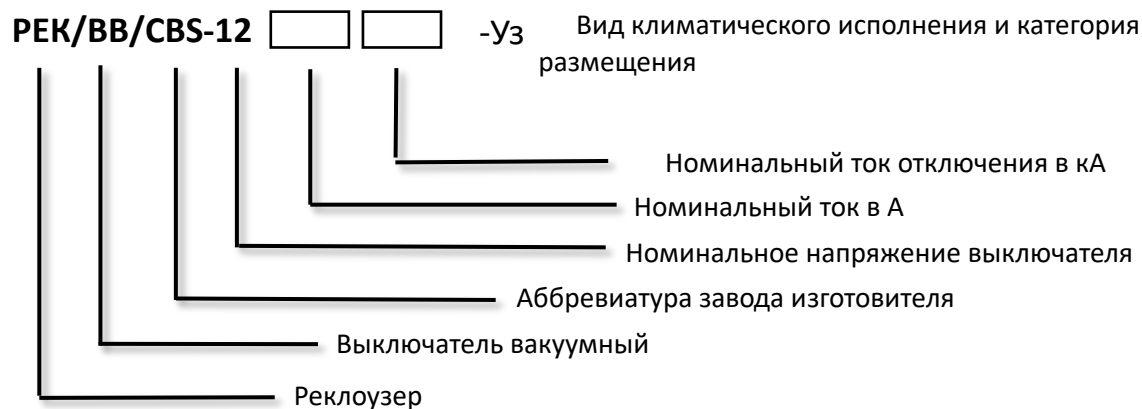 РЕК/ВВ/CBS-12 -Уз Вид климатического исполнения и категория
размещения
Номинальный ток отключения в кА
Номинальный ток в А
Номинальное напряжение выключателя
Аббревиатура завода изготовителя
Выключатель вакуумный
Реклоузер